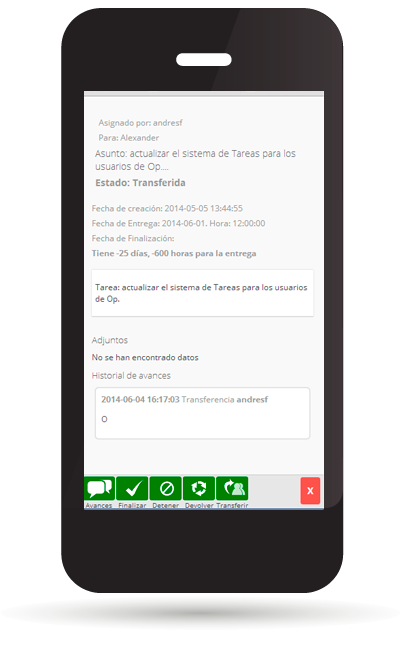 Asignado por: andresf
Para: Alexander
Asunto: actualizar el sistema de Tareas para los
usuarios de Op....
Estado: Transferida
Fecha de creación: 2014-05-05 13:44:55
Fecha de Entrega: 2014-06-01. Hora: 12:00:00
Fecha de Finalización:
Tiene -25 días, -600 horas para la entrega
Tarea: actualizar el sistema de Tareas para los usuarios
de Op.
Adjuntos
No se han encontrado datos
Historial de avances
2014-06-04 16:17:03 Transferencia andresf
O
Avances Finalizar Detener Devolver Transferir
X